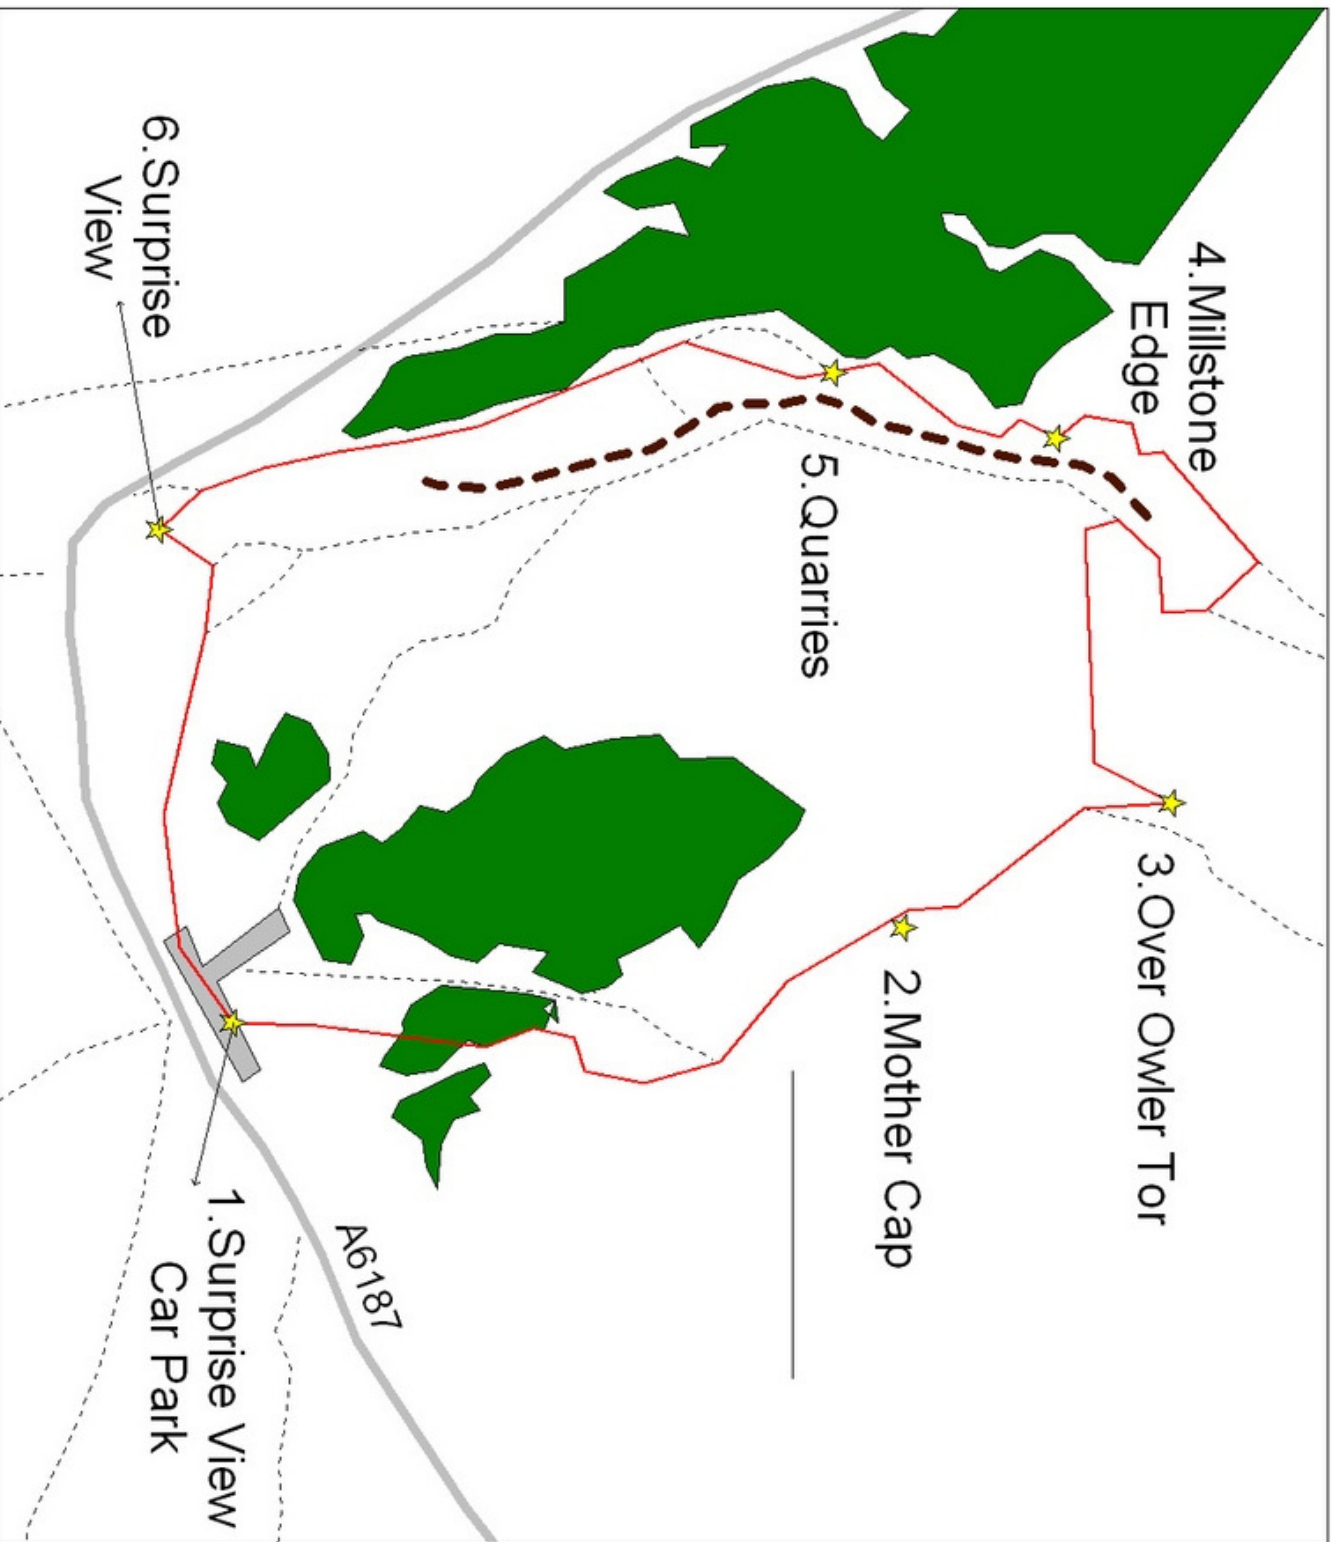 4.Millstone
Edge
3.Over Owler Tor
2.Mother Cap
5.Quarries
A6187
1.Surprise View
Car Park
6.Surprise
View